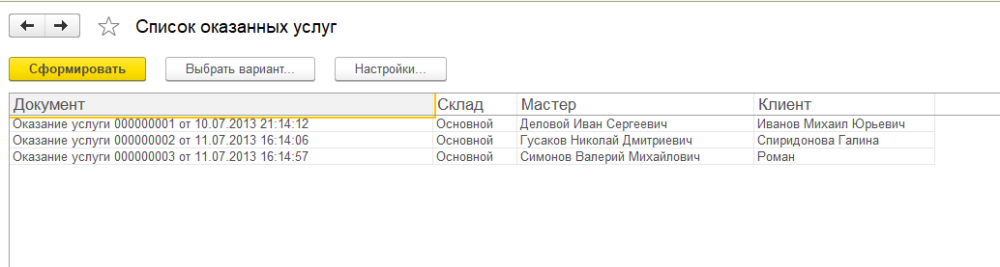 Список оказанных услуг
Сформировать Выбрать вариант... Настройки...
Документ Склад Мастер Клиент
Оказание услуги 000000001 от 10.07.2013 21:14:12 Основной Деловой Иван Сергеевич Иванов Михаил Юрьевич
Оказание услуги 000000002 от 11.07.2013 16:14:06 Основной Гусаков Николай Дмитриевич Спиридонова Галина
Оказание услуги 000000003 от 11.07.2013 16:14:57 Основной Симонов Валерий Михайлович Роман